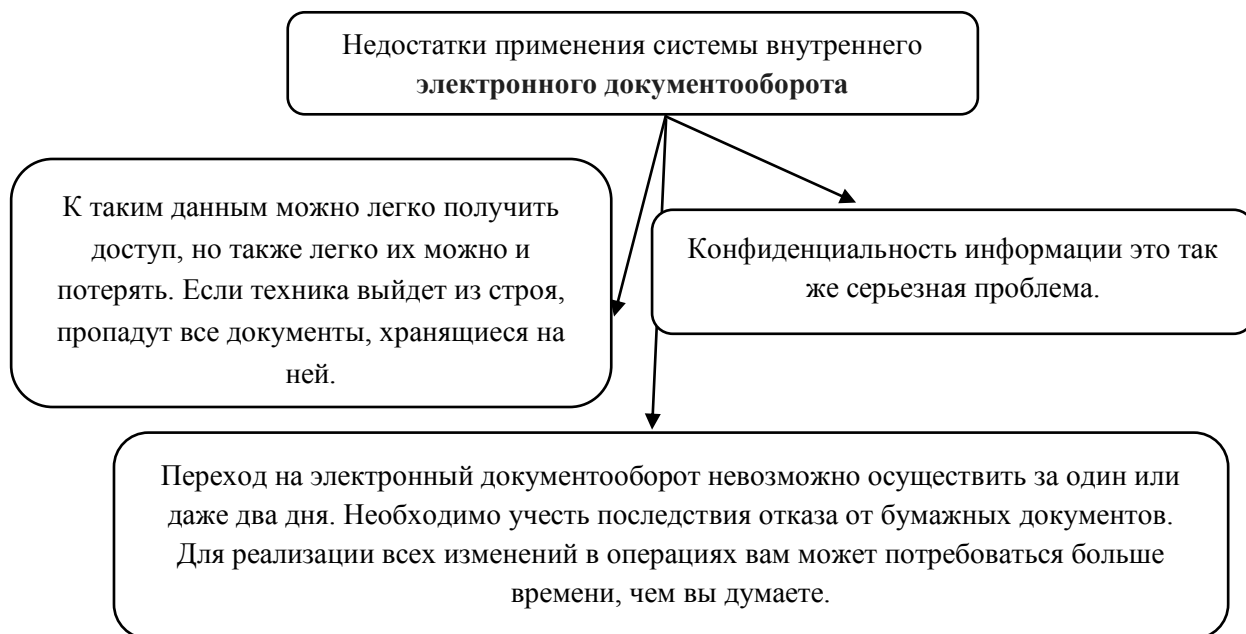 Недостатки применения системы внутреннего
электронного документооборота
К таким данным можно легко получить
доступ, но также легко их можно и
потерять. Если техника выйдет из строя,
пропадут все документы, хранящиеся на
ней.
Конфиденциальность информации это так
же серьезная проблема.
Переход на электронный документооборот невозможно осуществить за один или
даже два дня. Необходимо учесть последствия отказа от бумажных документов.
Для реализации всех изменений в операциях вам может потребоваться больше
времени, чем вы думаете.